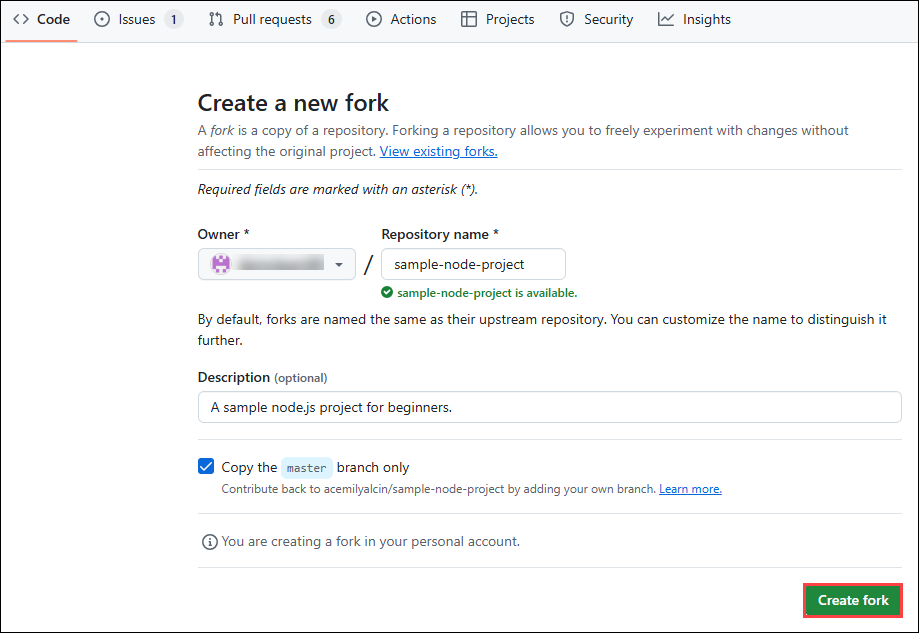 Code Issues 1 Pull requests 6 Actions Projects Security Insights
Create a new fork
A fork is a copy of a repository. Forking a repository allows you to freely experiment with changes without
affecting the original project. View existing forks.
Required fields are marked with an asterisk (*).
Owner * Repository name *
/ sample-node-project
sample-node-project is available.
By default, forks are named the same as their upstream repository. You can customize the name to distinguish it
further.
Description (optional)
A sample node.js project for beginners.
Copy the master branch only
Contribute back to acemilyalcin/sample-node-project by adding your own branch. Learn more.
You are creating a fork in your personal account.
Create fork